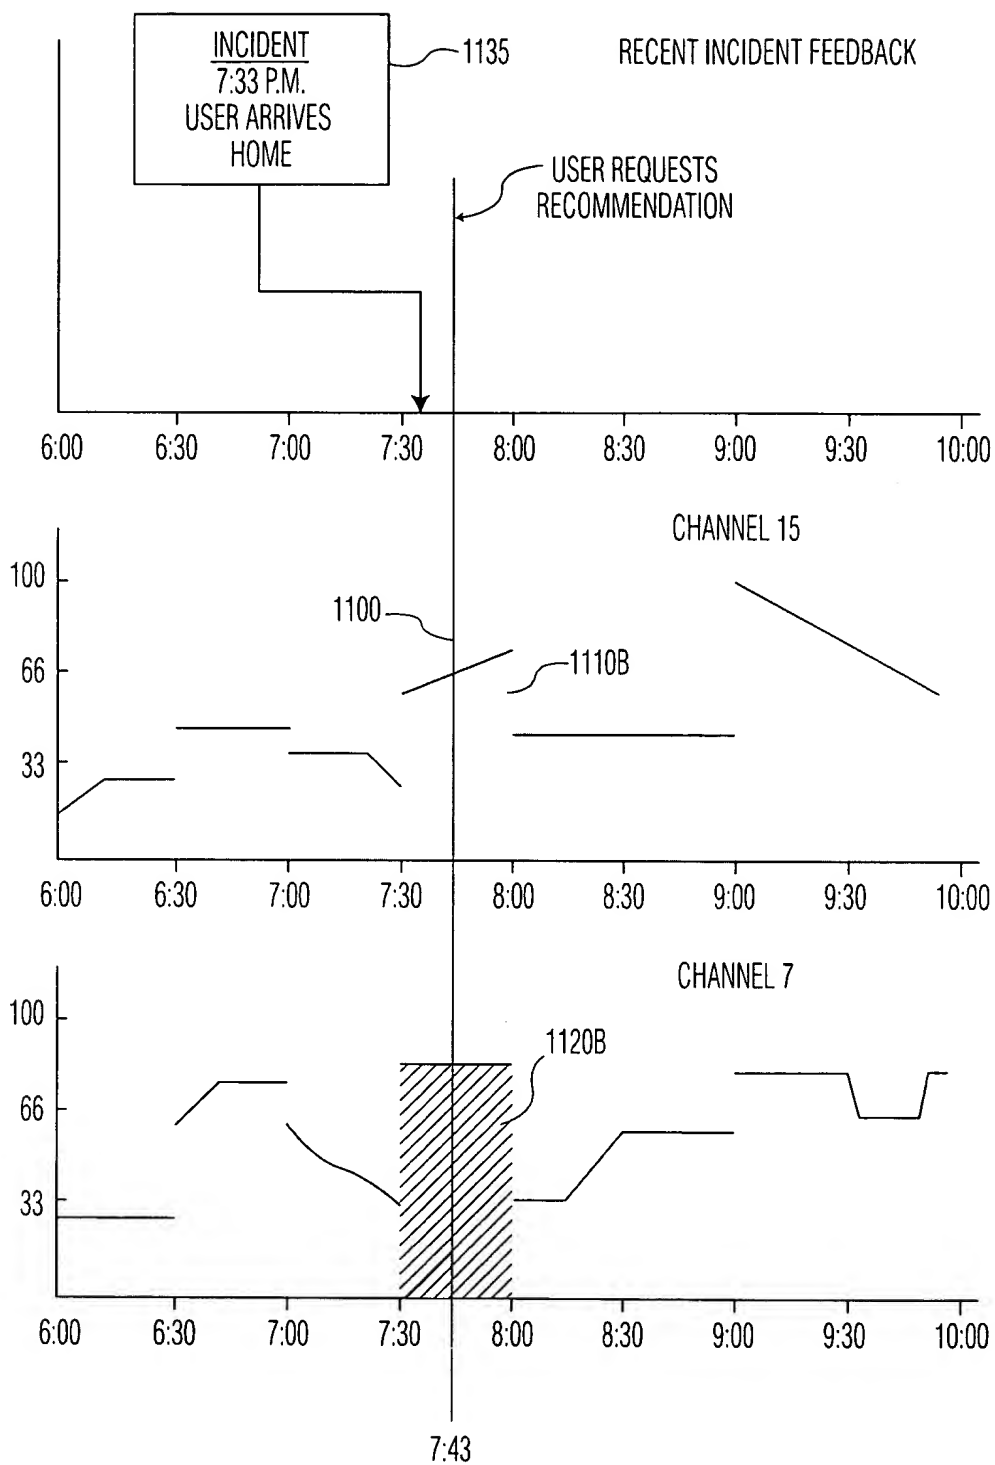 INCIDENT
7:33 P.M.
USER ARRIVES
HOME
1135
RECENT INCIDENT FEEDBACK
USER REQUESTS
RECOMMENDATION
6:00 6:30 7:00 7:30 8:00 8:30 9:00 9:30 10:00
CHANNEL 15
100
66
33
1100
1110B
6:00 6:30 7:00 7:30 8:00 8:30 9:00 9:30 10:00
CHANNEL 7
100
66
33
1120B
6:00 6:30 7:00 7:30 8:00 8:30 9:00 9:30 10:00
7:43